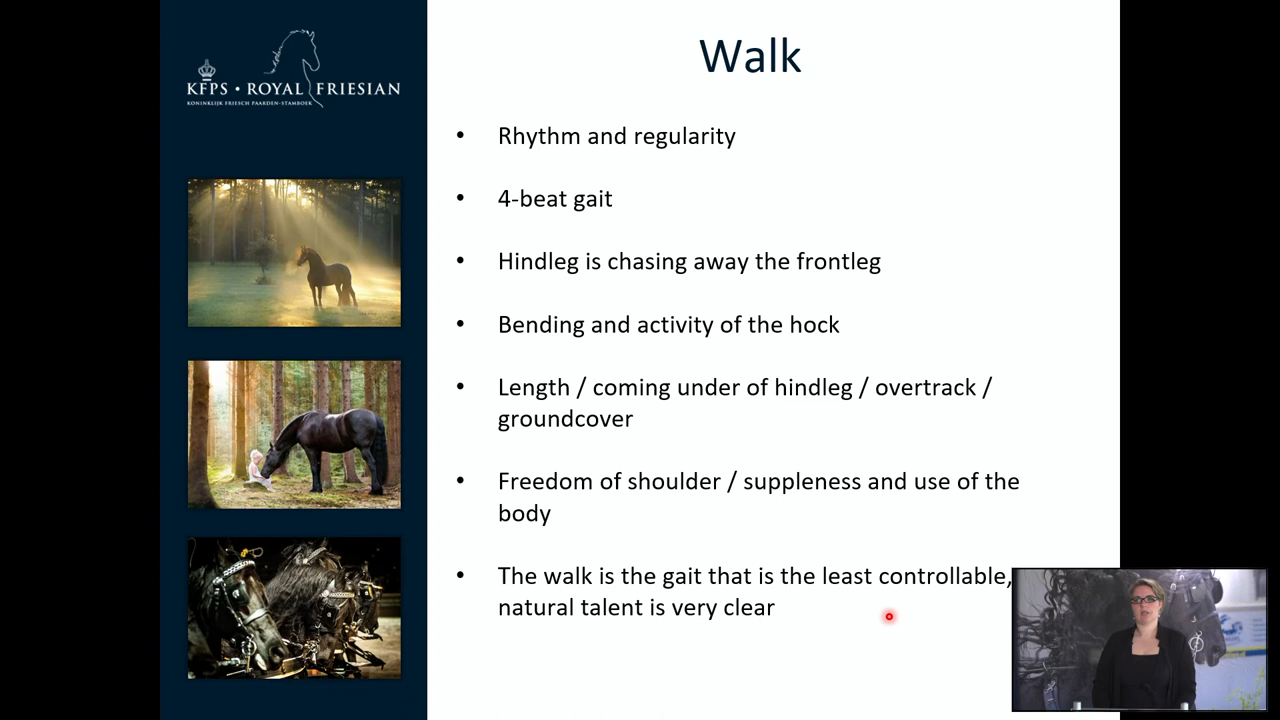 KFPS • ROYAL FRIESIAN
KONINKLIJK FRIESCH PAARDEN-STAMBOEK
Walk
• Rhythm and regularity
• 4-beat gait
• Hindleg is chasing away the frontleg
• Bending and activity of the hock
• Length / coming under of hindleg / overtrack /
groundcover
• Freedom of shoulder / suppleness and use of the
body
• The walk is the gait that is the least controllable,
natural talent is very clear